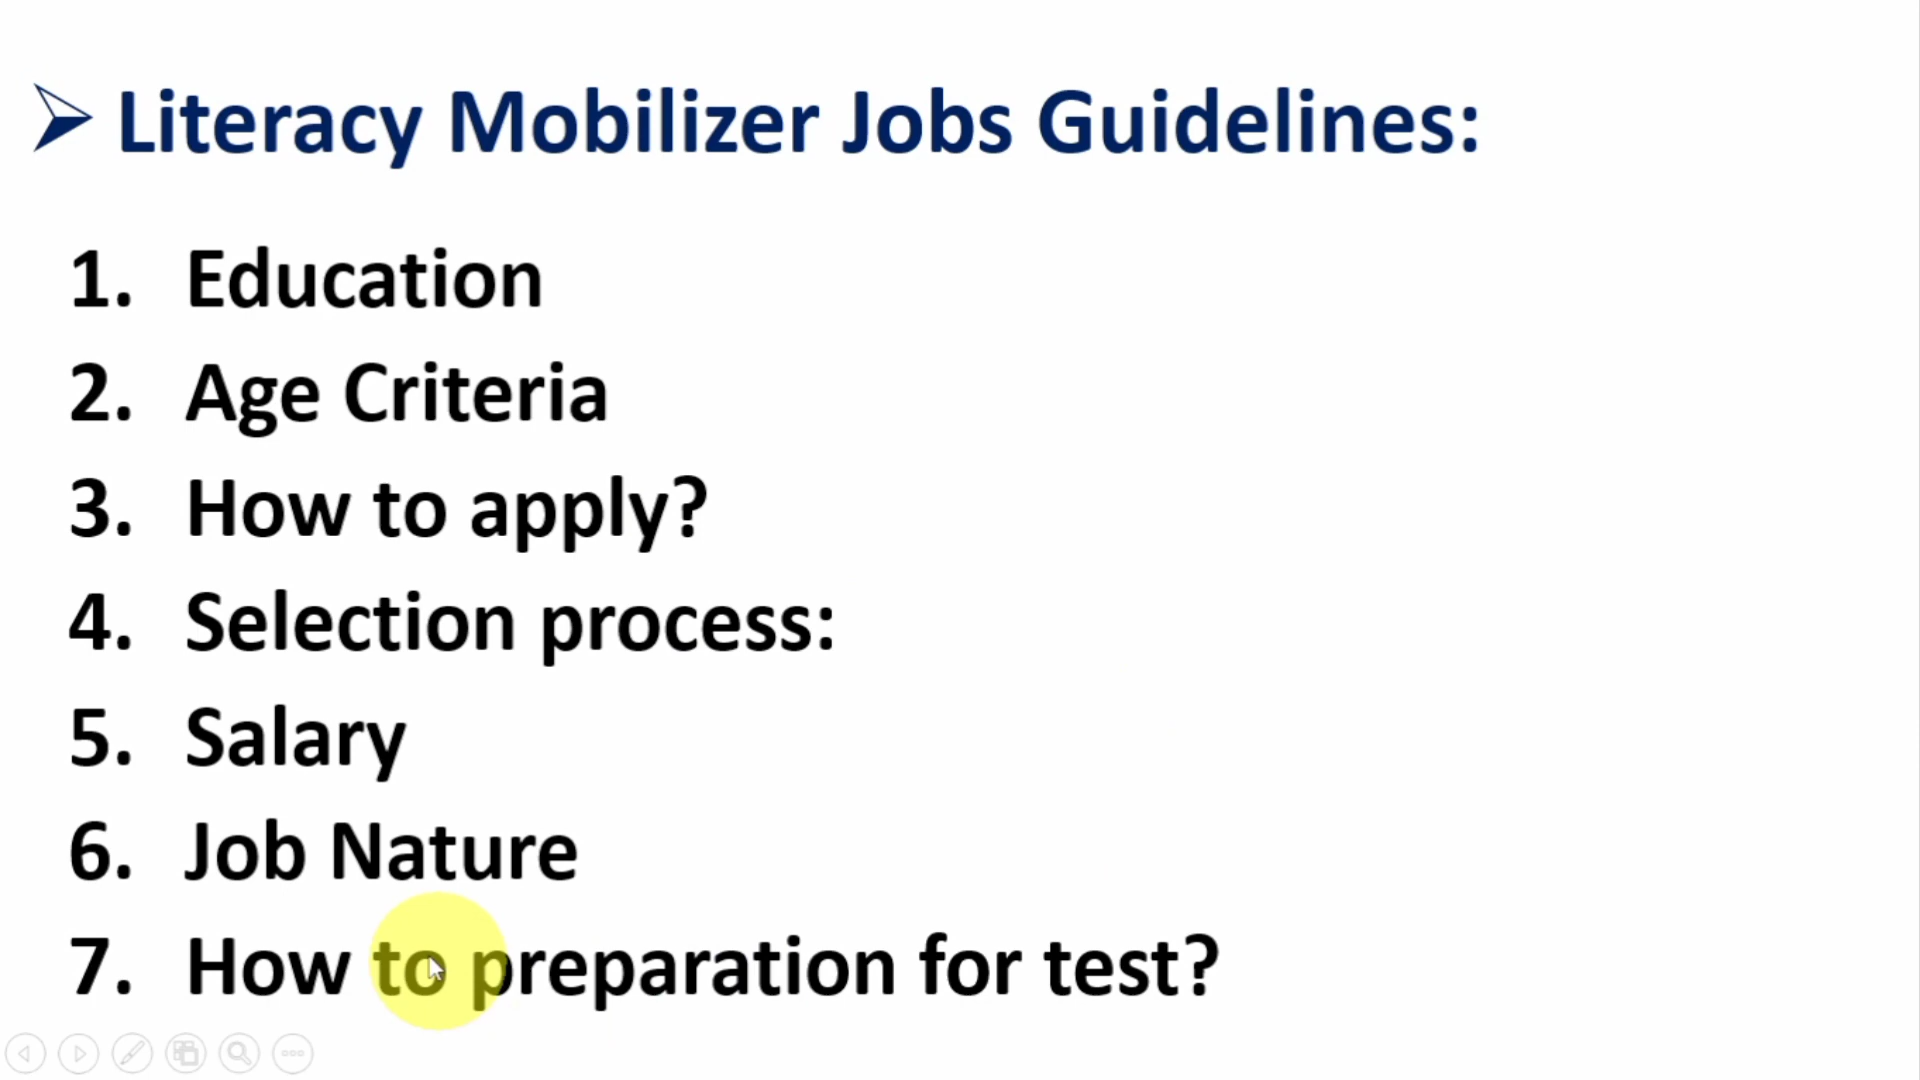 Literacy Mobilizer Jobs Guidelines:
1. Education
2. Age Criteria
3. How to apply?
4. Selection process:
5. Salary
6. Job Nature
7. How to preparation for test?